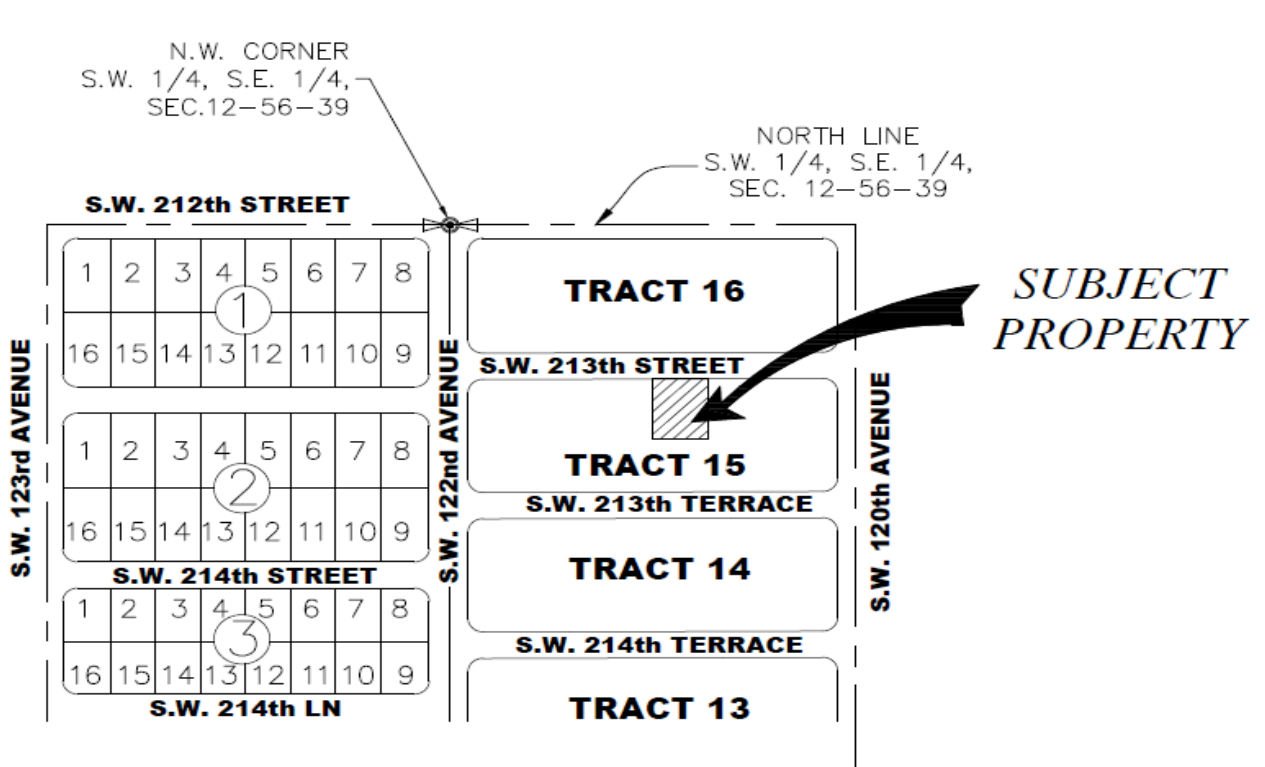 N.W. CORNER
S.W. 1/4, S.E. 1/4,
SEC.12-56-39
NORTH LINE
S.W. 1/4, S.E. 1/4,
SEC. 12-56-39
S.W. 212th STREET
SUBJECT
PROPERTY
1 2 3 4 5 6 7 8
1
16 15 14 13 12 11 10 9
TRACT 16
S.W. 213th STREET
S.W. 123rd AVENUE
S.W. 122nd AVENUE
S.W. 120th AVENUE
1 2 3 4 5 6 7 8
2
16 15 14 13 12 11 10 9
TRACT 15
S.W. 213th TERRACE
S.W. 214th STREET
TRACT 14
1 2 3 4 5 6 7 8
3
16 15 14 13 12 11 10 9
S.W. 214th TERRACE
S.W. 214th LN
TRACT 13